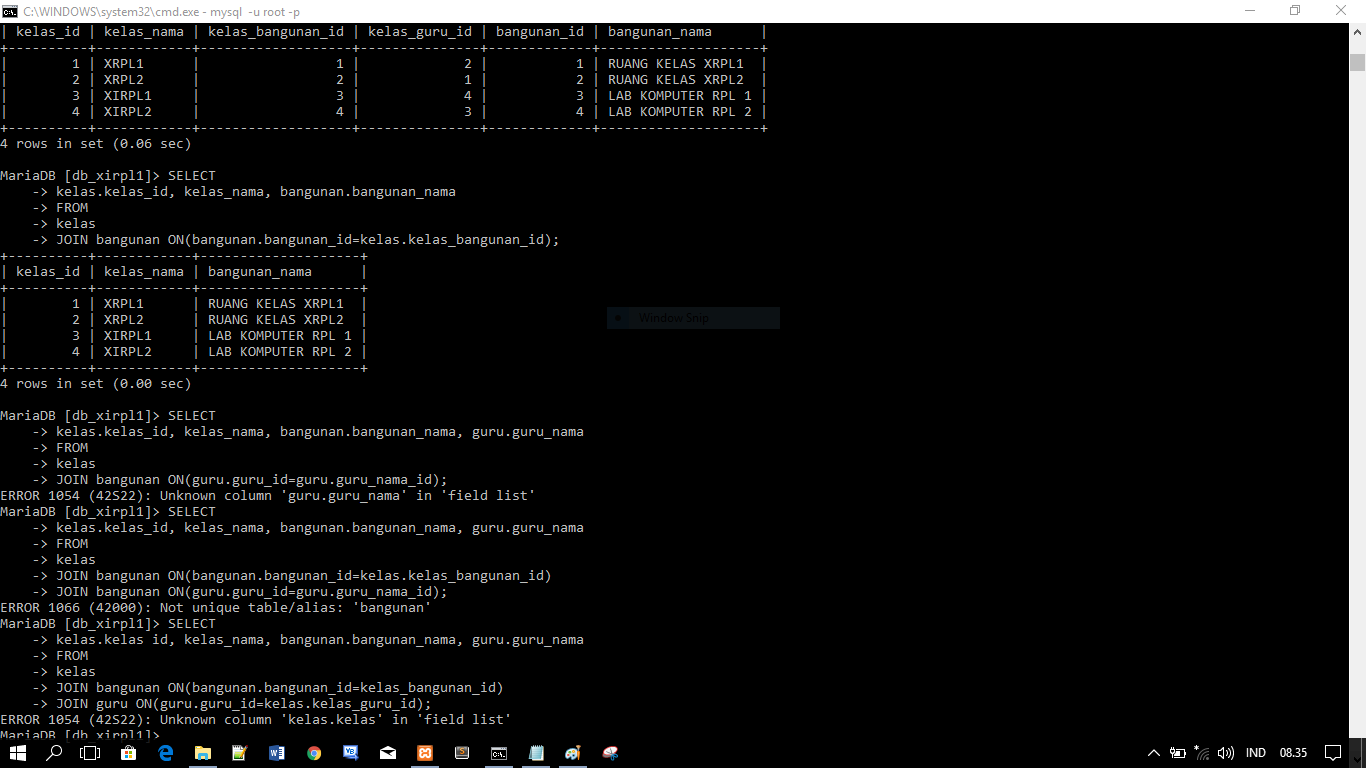 C:\WINDOWS\system32\cmd.exe - mysql  -u root -p
| kelas_id | kelas_nama | kelas_bangunan_id | kelas_guru_id | bangunan_id | bangunan_nama      |
+----------+------------+-------------------+---------------+-------------+--------------------+
|        1 | XRPL1      |                 1 |             2 |           1 | RUANG KELAS XRPL1  |
|        2 | XRPL2      |                 2 |             1 |           2 | RUANG KELAS XRPL2  |
|        3 | XIRPL1     |                 3 |             4 |           3 | LAB KOMPUTER RPL 1 |
|        4 | XIRPL2     |                 4 |             3 |           4 | LAB KOMPUTER RPL 2 |
+----------+------------+-------------------+---------------+-------------+--------------------+
4 rows in set (0.06 sec)

MariaDB [db_xirpl1]> SELECT
    -> kelas.kelas_id, kelas_nama, bangunan.bangunan_nama
    -> FROM
    -> kelas
    -> JOIN bangunan ON(bangunan.bangunan_id=kelas.kelas_bangunan_id);
+----------+------------+--------------------+
| kelas_id | kelas_nama | bangunan_nama      |
+----------+------------+--------------------+
|        1 | XRPL1      | RUANG KELAS XRPL1  |
|        2 | XRPL2      | RUANG KELAS XRPL2  |
Window Snip
|        3 | XIRPL1     | LAB KOMPUTER RPL 1 |
|        4 | XIRPL2     | LAB KOMPUTER RPL 2 |
+----------+------------+--------------------+
4 rows in set (0.00 sec)

MariaDB [db_xirpl1]> SELECT
    -> kelas.kelas_id, kelas_nama, bangunan.bangunan_nama, guru.guru_nama
    -> FROM
    -> kelas
    -> JOIN bangunan ON(guru.guru_id=guru.guru_nama_id);
ERROR 1054 (42S22): Unknown column 'guru.guru_nama' in 'field list'
MariaDB [db_xirpl1]> SELECT
    -> kelas.kelas_id, kelas_nama, bangunan.bangunan_nama, guru.guru_nama
    -> FROM
    -> kelas
    -> JOIN bangunan ON(bangunan.bangunan_id=kelas.kelas_bangunan_id)
    -> JOIN bangunan ON(guru.guru_id=guru.guru_nama_id);
ERROR 1066 (42000): Not unique table/alias: 'bangunan'
MariaDB [db_xirpl1]> SELECT
    -> kelas.kelas id, kelas_nama, bangunan.bangunan_nama, guru.guru_nama
    -> FROM
    -> kelas
    -> JOIN bangunan ON(bangunan.bangunan_id=kelas_bangunan_id)
    -> JOIN guru ON(guru.guru_id=kelas.kelas_guru_id);
ERROR 1054 (42S22): Unknown column 'kelas.kelas' in 'field list'
MariaDB [db_xirpl1]>
IND 08.35